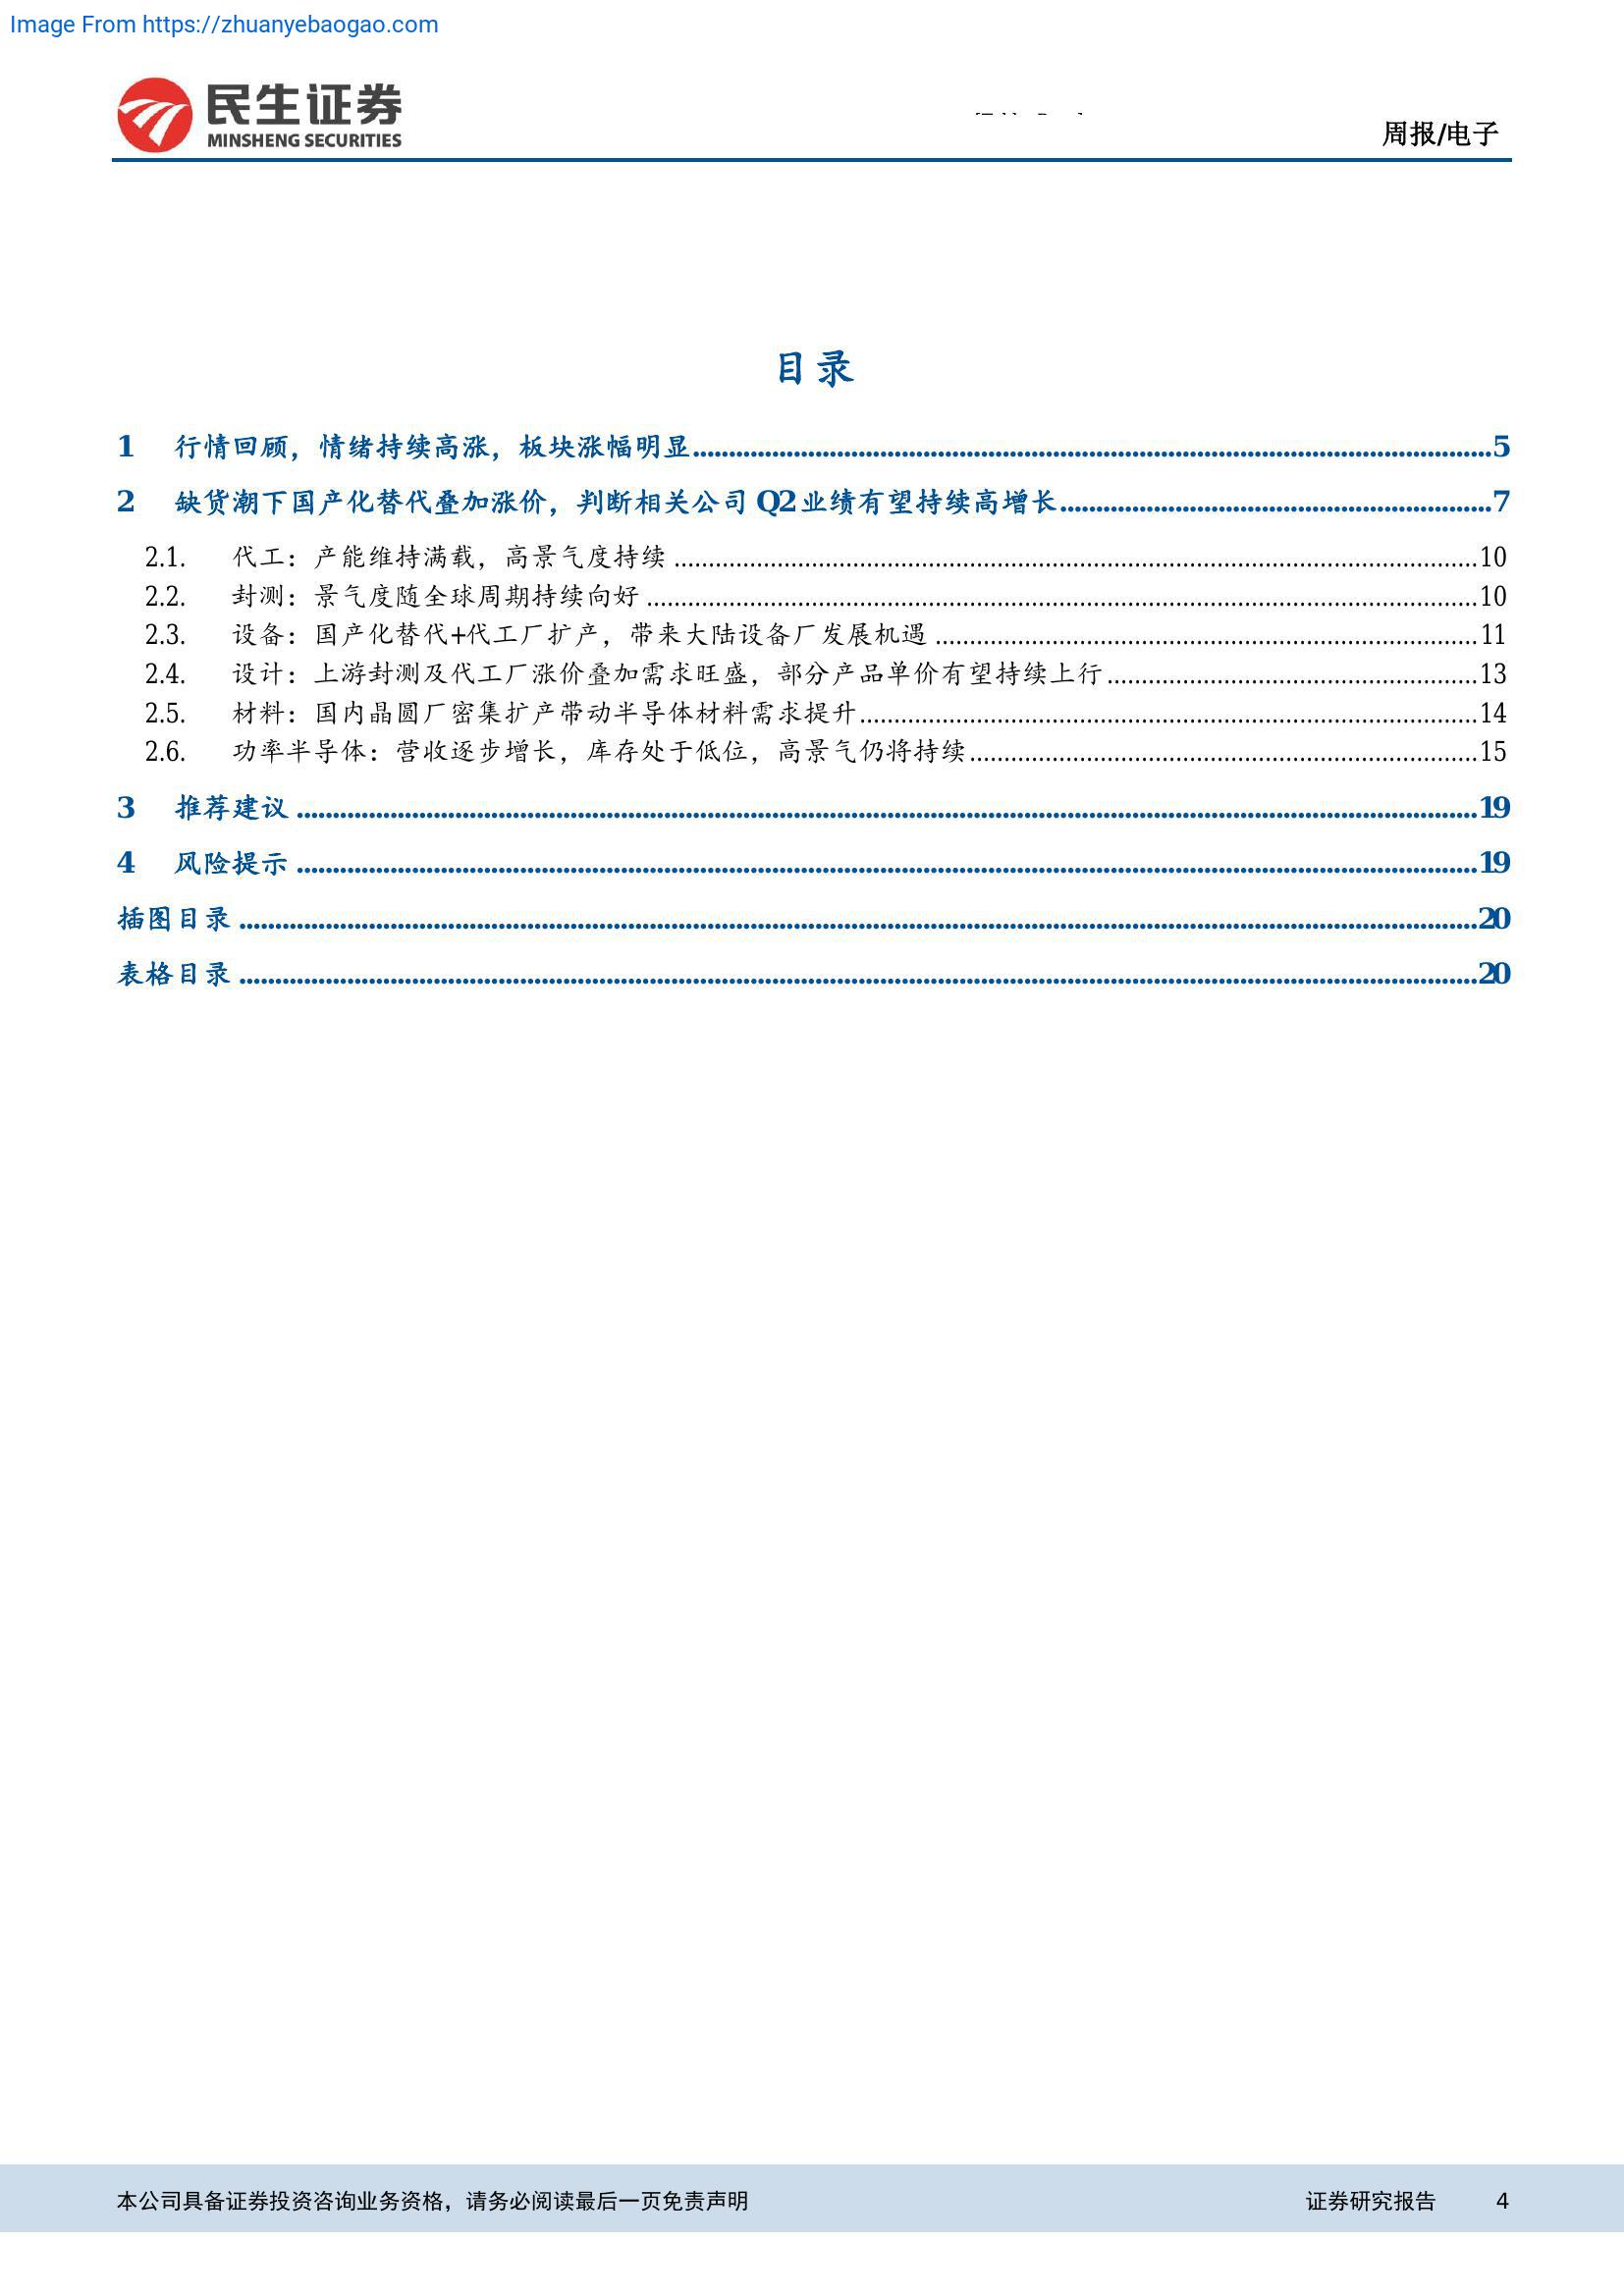 Image From https://zhuanyebaogao.com
民生证券
MINSHENG SECURITIES
周报/电子
目录
1 行情回顾，情绪持续高涨，板块涨幅明显 5
2 缺货潮下国产化替代叠加涨价，判断相关公司 Q2 业绩有望持续高增长 7
2.1. 代工：产能维持满载，高景气度持续 10
2.2. 封测：景气度随全球周期持续向好 10
2.3. 设备：国产化替代+代工厂扩产，带来大陆设备厂发展机遇 11
2.4. 设计：上游封测及代工厂涨价叠加需求旺盛，部分产品单价有望持续上行 13
2.5. 材料：国内晶圆厂密集扩产带动半导体材料需求提升 14
2.6. 功率半导体：营收逐步增长，库存处于低位，高景气仍将持续 15
3 推荐建议 19
4 风险提示 19
插图目录 20
表格目录 20
本公司具备证券投资咨询业务资格，请务必阅读最后一页免责声明 证券研究报告 4